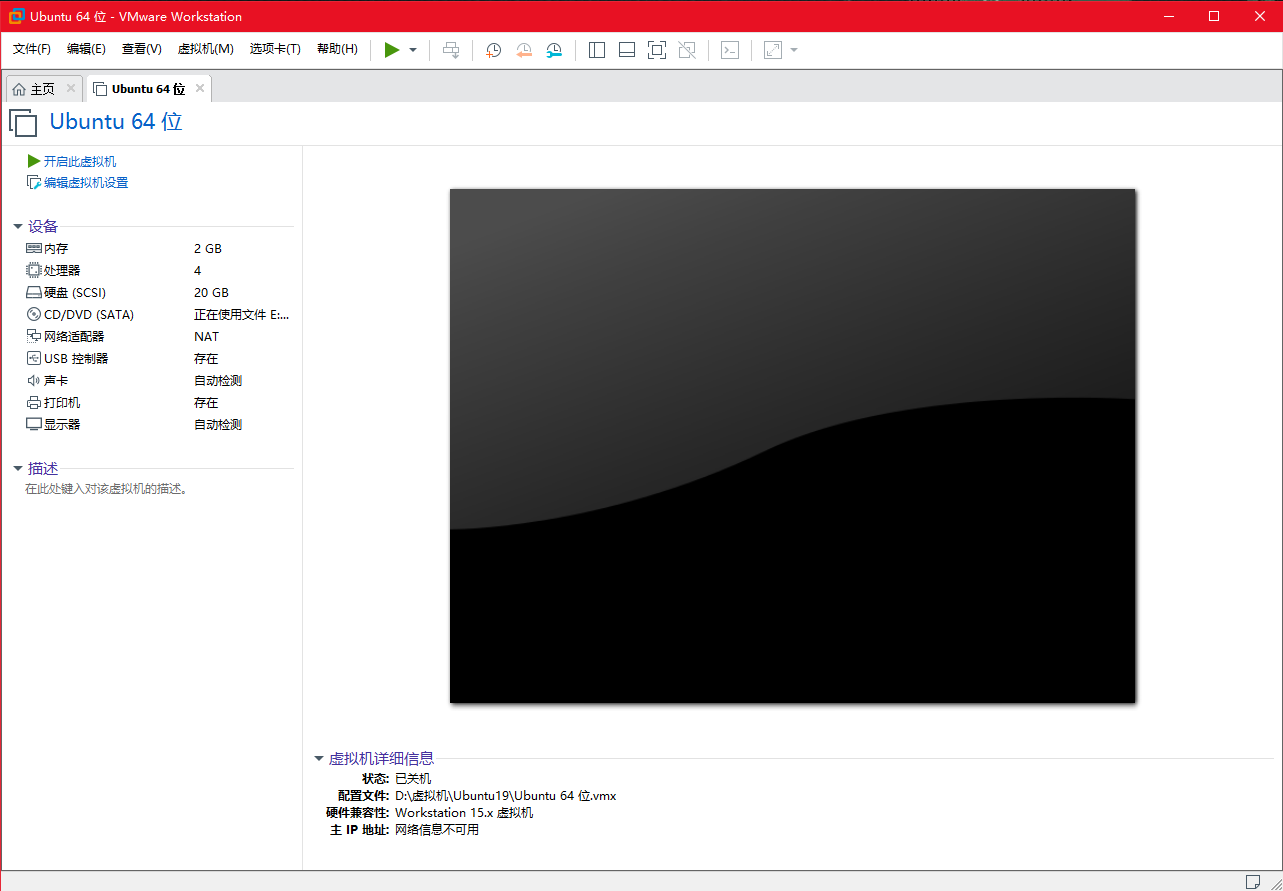 Ubuntu 64 位 - VMware Workstation
文件(F) 编辑(E) 查看(V) 虚拟机(M) 选项卡(T) 帮助(H)
主页 Ubuntu 64 位
Ubuntu 64 位
开启此虚拟机
编辑虚拟机设置
设备
内存 2 GB
处理器 4
硬盘 (SCSI) 20 GB
CD/DVD (SATA) 正在使用文件 E:...
网络适配器 NAT
USB 控制器 存在
声卡 自动检测
打印机 存在
显示器 自动检测
描述
在此处键入对该虚拟机的描述。
虚拟机详细信息
状态: 已关机
配置文件: D:\虚拟机\Ubuntu19\Ubuntu 64 位.vmx
硬件兼容性: Workstation 15.x 虚拟机
主 IP 地址: 网络信息不可用